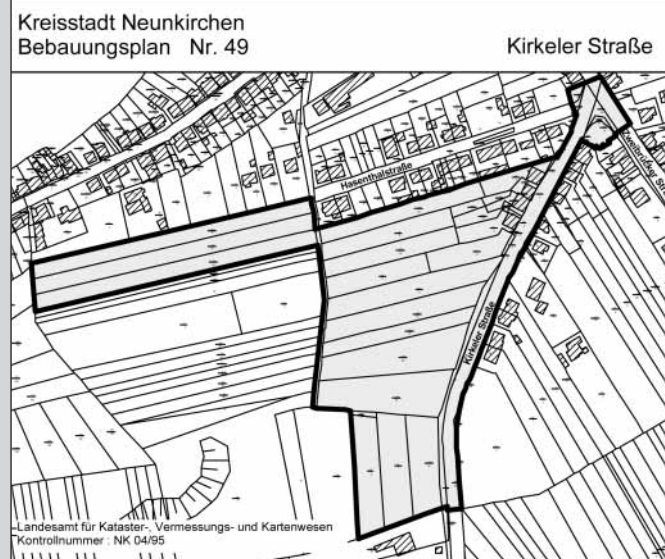 Kreisstadt Neunkirchen
Bebauungsplan Nr. 49
Kirkeler Straße
Hasenthalstraße
Zweibrücker
Kirkeler Straße
Landesamt für Kataster-, Vermessungs- und Kartenwesen
Kontrollnummer : NK 04/95